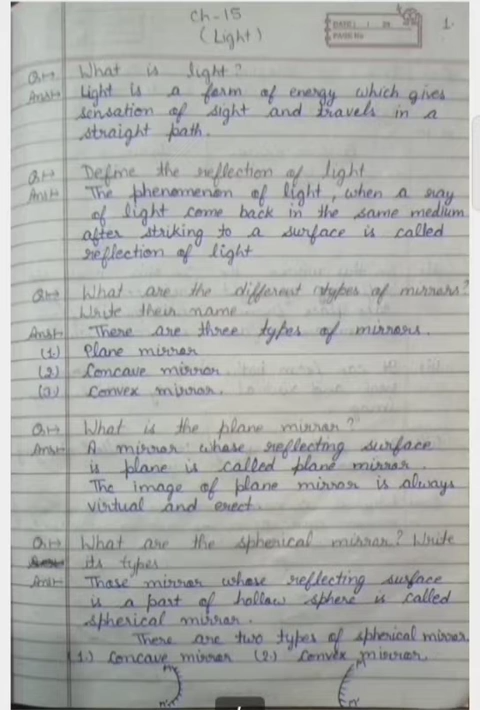 Ch-15
(Light)
DATE: / / 20
PAGE No.
1.
Q:→ What is light?
Ans:→ Light is a form of energy which gives
sensation of sight and travels in a
straight path.
Q:→ Define the reflection of light
Ans:→ The phenomenon of light, when a ray
of light come back in the same medium
after striking to a surface is called
reflection of light
Q:→ What are the different types of mirrors?
Write their name.
Ans:→ There are three types of mirrors.
(1.) Plane mirror
(2) Concave mirror
(3) Convex mirror.
Q:→ What is the plane mirror?
Ans:→ A mirror whose reflecting surface
is plane is called plane mirror.
The image of plane mirror is always
virtual and erect.
Q:→ What are the spherical mirror? Write
its types
Ans:→ Those mirror whose reflecting surface
is a part of hollow sphere is called
spherical mirror.
There are two types of spherical mirror.
(1.) Concave mirror (2.) Convex mirror